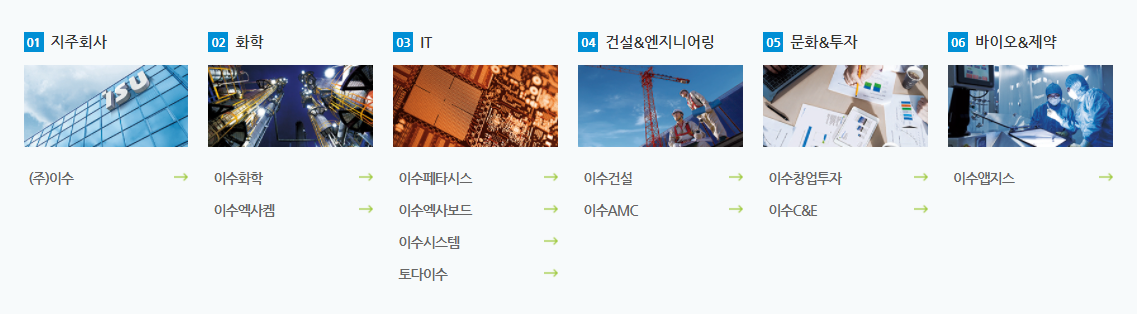 01 지주회사
(주)이수
02 화학
이수화학
이수엑사켐
03 IT
이수페타시스
이수엑사보드
이수시스템
토다이수
04 건설&엔지니어링
이수건설
이수AMC
05 문화&투자
이수창업투자
이수C&E
06 바이오&제약
이수앱지스
ISU